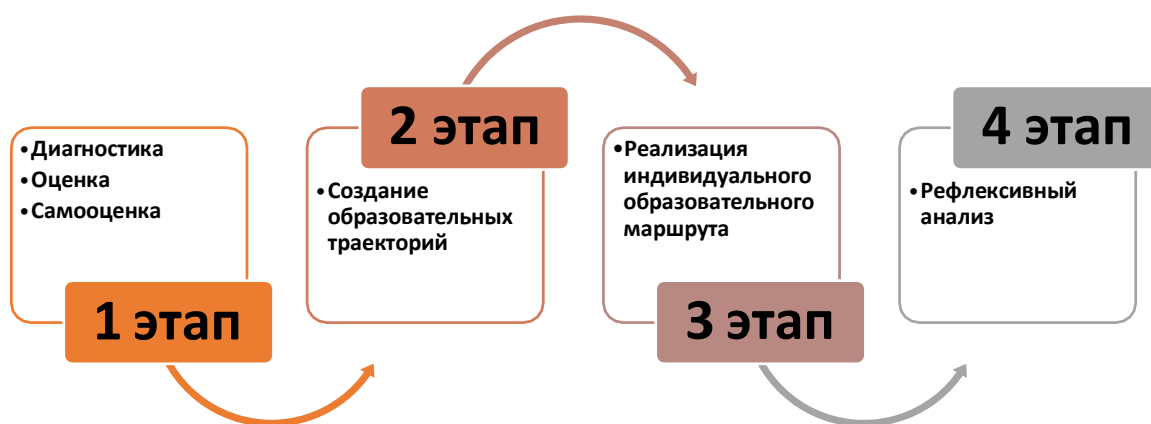 •Диагностика
•Оценка
•Самооценка
1 этап
2 этап
•Создание
образовательных
траекторий
•Реализация
индивидуального
образовательного
маршрута
3 этап
4 этап
•Рефлексивный
анализ